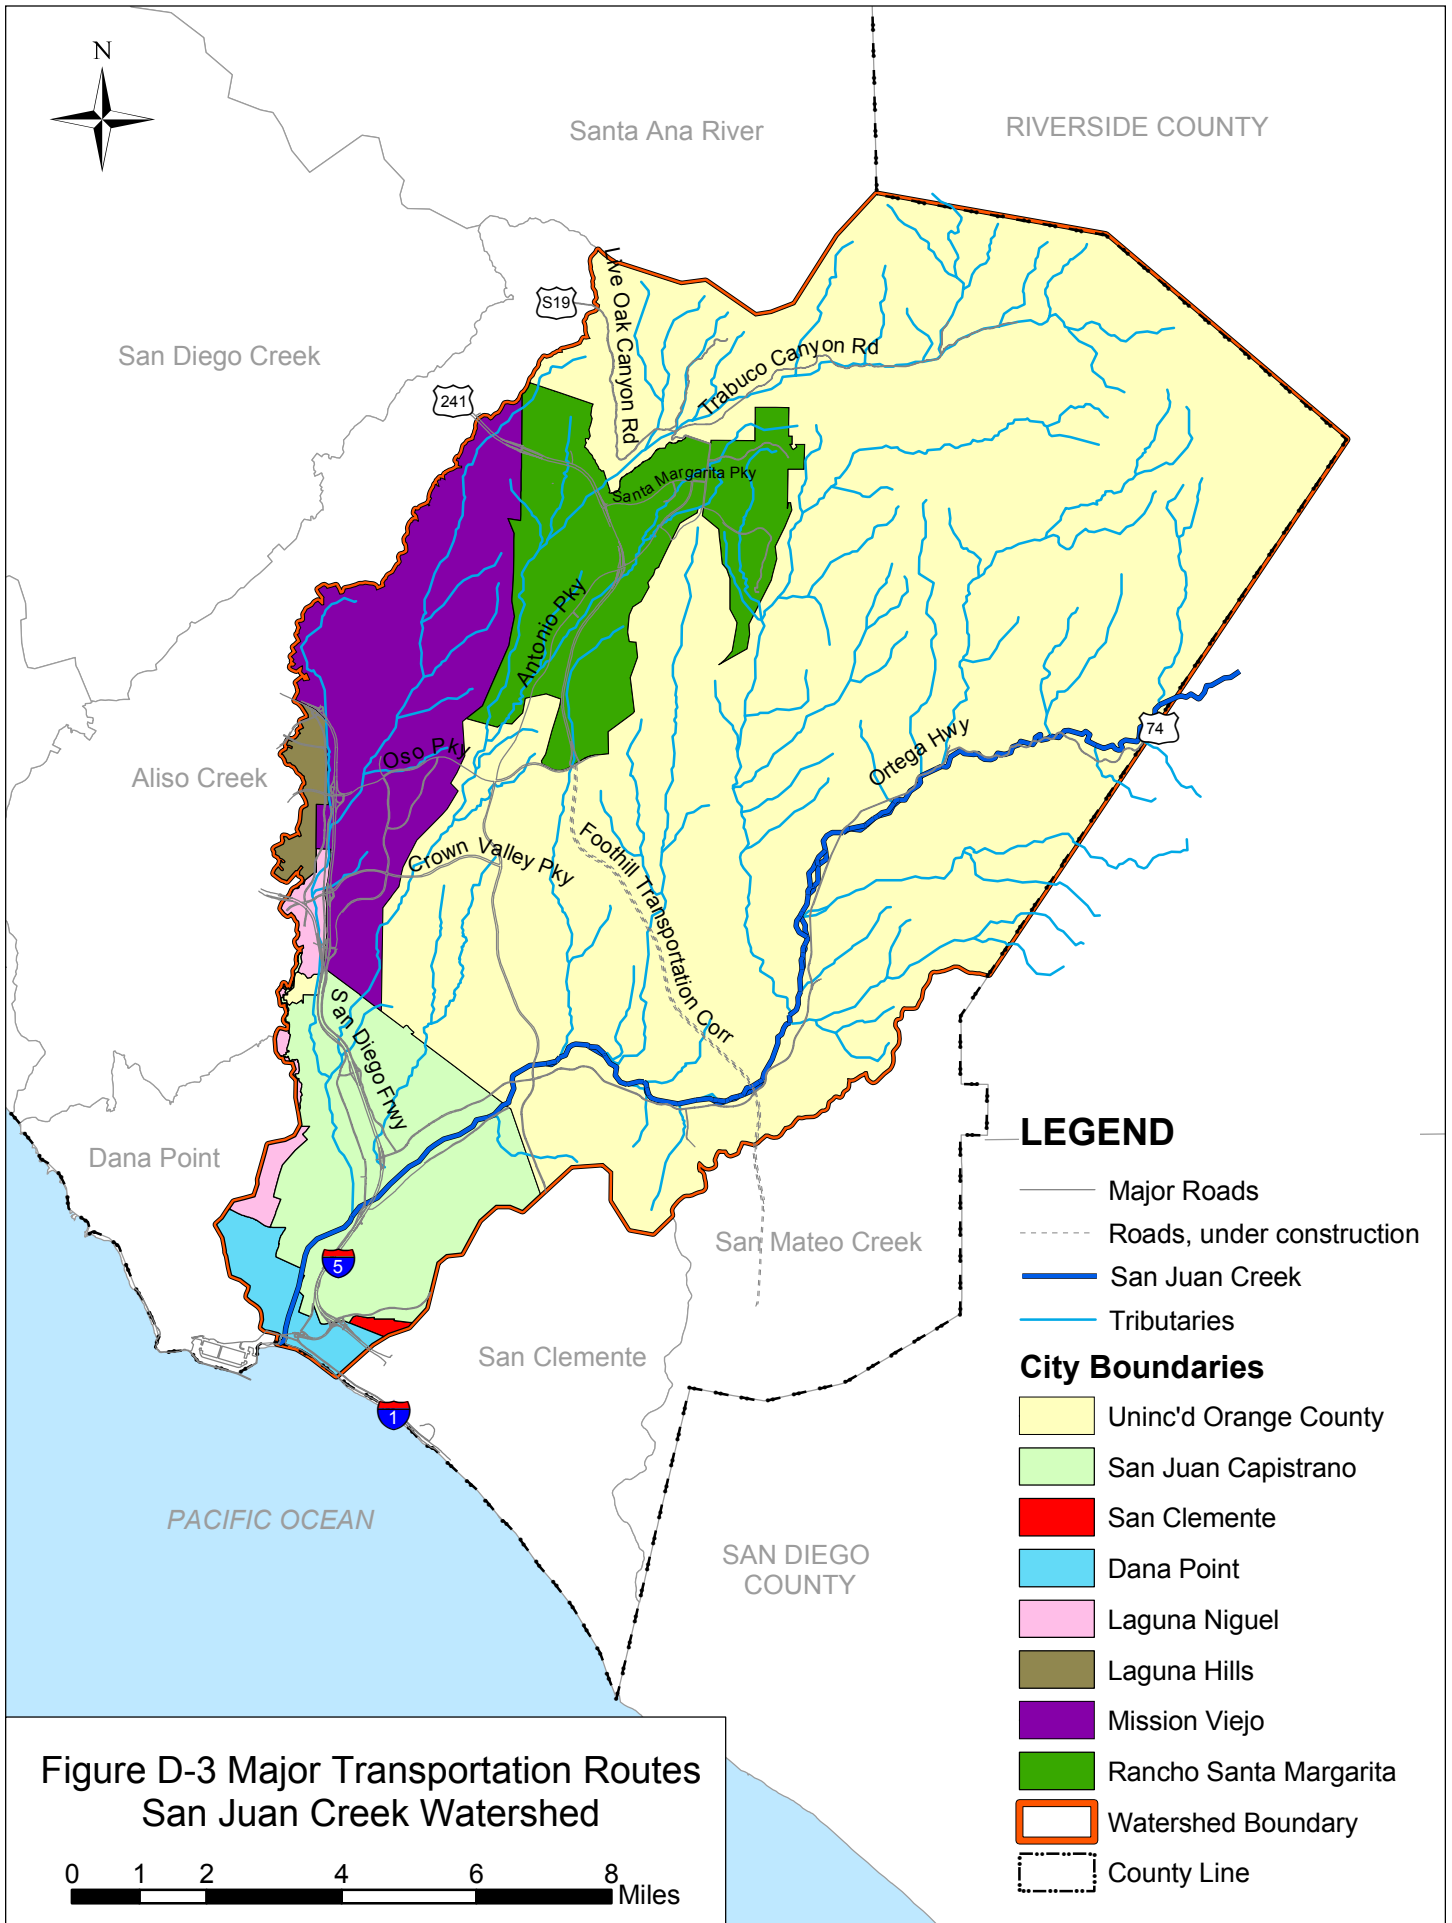 N
Santa Ana River
RIVERSIDE COUNTY
S19
Live Oak Canyon Rd
San Diego Creek
Trabuco Canyon Rd
241
Santa Margarita Pky
Antonio Pky
Ortega Hwy
74
Oso Pky
Aliso Creek
Crown Valley Pky
Foothill Transportation Corr
San Diego Frwy
Dana Point
San Mateo Creek
5
San Clemente
1
PACIFIC OCEAN
SAN DIEGO
COUNTY
LEGEND
Major Roads
Roads, under construction
San Juan Creek
Tributaries
City Boundaries
Uninc'd Orange County
San Juan Capistrano
San Clemente
Dana Point
Laguna Niguel
Laguna Hills
Mission Viejo
Rancho Santa Margarita
Watershed Boundary
County Line
Figure D-3 Major Transportation Routes
San Juan Creek Watershed
0 1 2 4 6 8
Miles